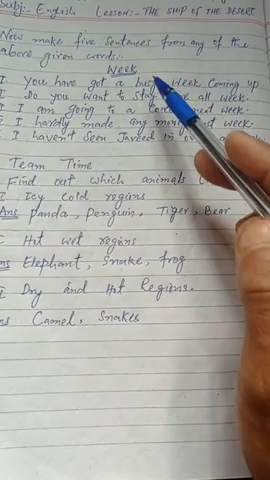 Subj:- English Lesson:- THE SHIP OF THE DESERT
Now make five sentences from any of the
above given words:-
Week
I. You have got a busy week coming up.
Do you want to stay all week.
I am going to a next week.
I hardly made any this week.
I haven't seen Javeed in
Team Time
Find out which animals
I Icy cold regions
Ans Panda, Penguin, Tiger, Bear
Hot wet regions
Ans Elephant, Snake, frog
I Dry and Hot Regions.
Ans Camel, Snakes